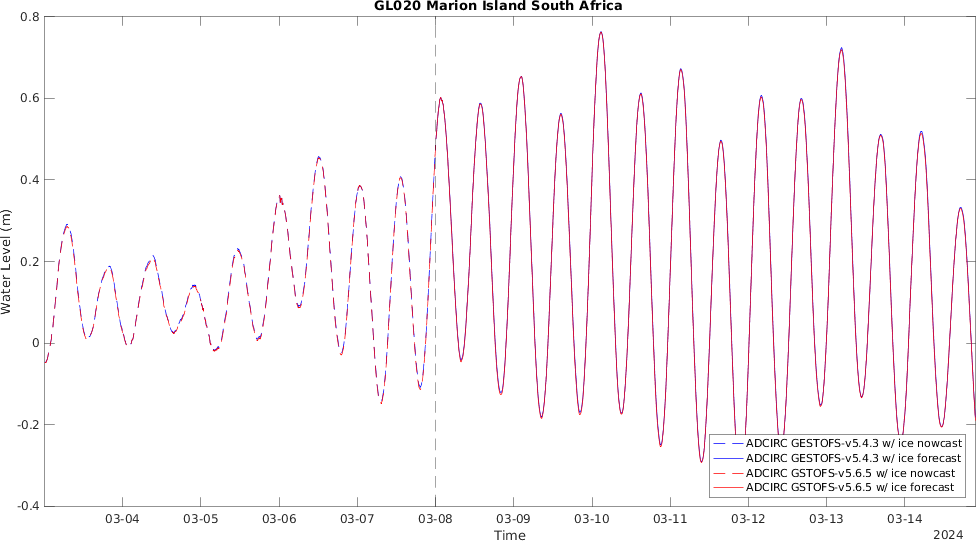 GL020 Marion Island South Africa
0.8
0.6
0.4
0.2
0
-0.2
-0.4
Water Level (m)
ADCIRC GESTOFS-v5.4.3 w/ ice nowcast
ADCIRC GESTOFS-v5.4.3 w/ ice forecast
ADCIRC GSTOFS-v5.6.5 w/ ice nowcast
ADCIRC GSTOFS-v5.6.5 w/ ice forecast
03-04 03-05 03-06 03-07 03-08 03-09 03-10 03-11 03-12 03-13 03-14
Time
2024